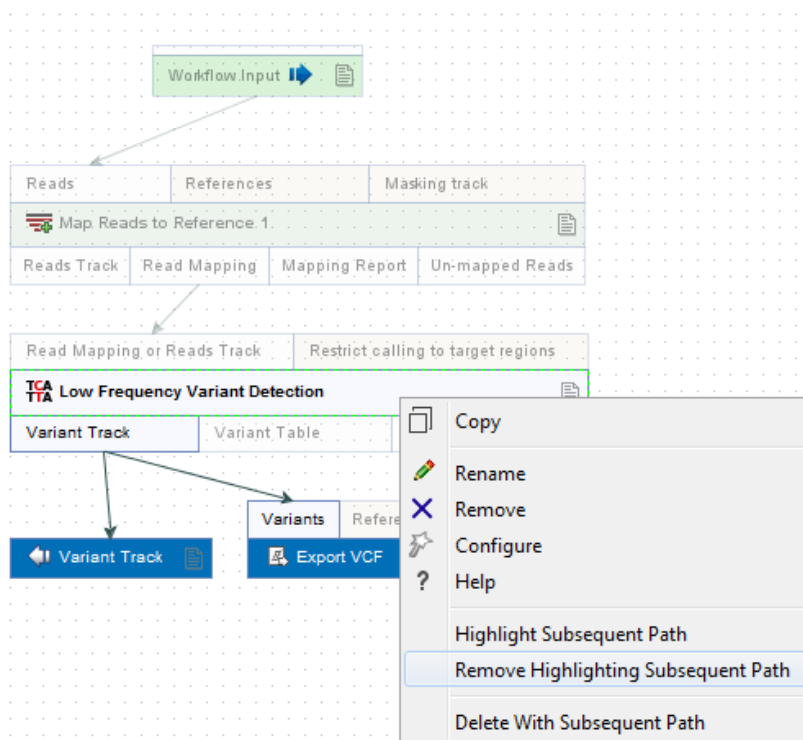 Workflow Input
Reads References Masking track
Map Reads to Reference 1
Reads Track Read Mapping Mapping Report Un-mapped Reads
Read Mapping or Reads Track Restrict calling to target regions
TCA
TTA Low Frequency Variant Detection
Variant Track Variant Table
Variants
Variant Track Export VCF
Copy
Rename
Remove
Configure
? Help
Highlight Subsequent Path
Remove Highlighting Subsequent Path
Delete With Subsequent Path